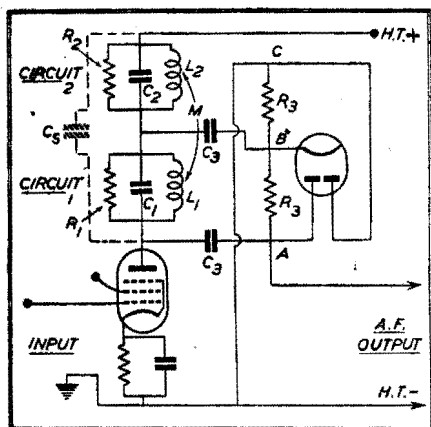 R2
H.T.+
CIRCUIT 2
C2
L2
C
R3
M
C5
C3
B
CIRCUIT 1
C1
L1
R3
R1
C3
A
INPUT
A.F. OUTPUT
H.T.-